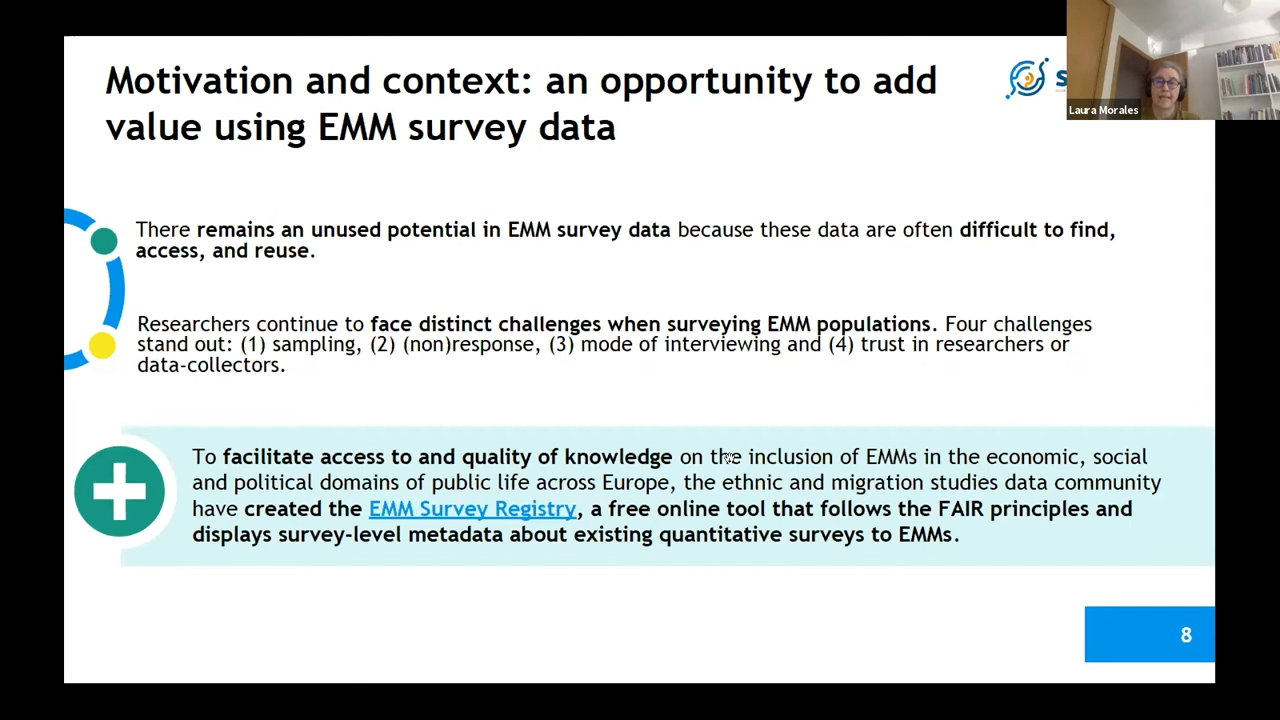 Motivation and context: an opportunity to add
value using EMM survey data
Laura Morales
There remains an unused potential in EMM survey data because these data are often difficult to find,
access, and reuse.
Researchers continue to face distinct challenges when surveying EMM populations. Four challenges
stand out: (1) sampling, (2) (non)response, (3) mode of interviewing and (4) trust in researchers or
data-collectors.
To facilitate access to and quality of knowledge on the inclusion of EMMs in the economic, social
and political domains of public life across Europe, the ethnic and migration studies data community
have created the EMM Survey Registry, a free online tool that follows the FAIR principles and
displays survey-level metadata about existing quantitative surveys to EMMs.
8